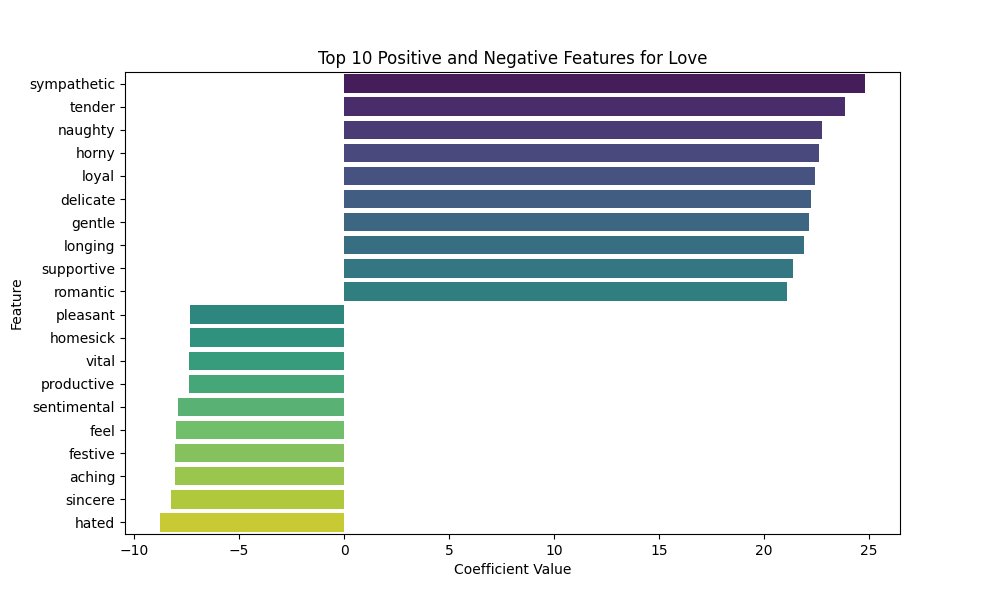 Top 10 Positive and Negative Features for Love
sympathetic
tender
naughty
horny
loyal
delicate
gentle
longing
supportive
romantic
pleasant
homesick
vital
productive
sentimental
feel
festive
aching
sincere
hated
Feature
−10 −5 0 5 10 15 20 25
Coefficient Value